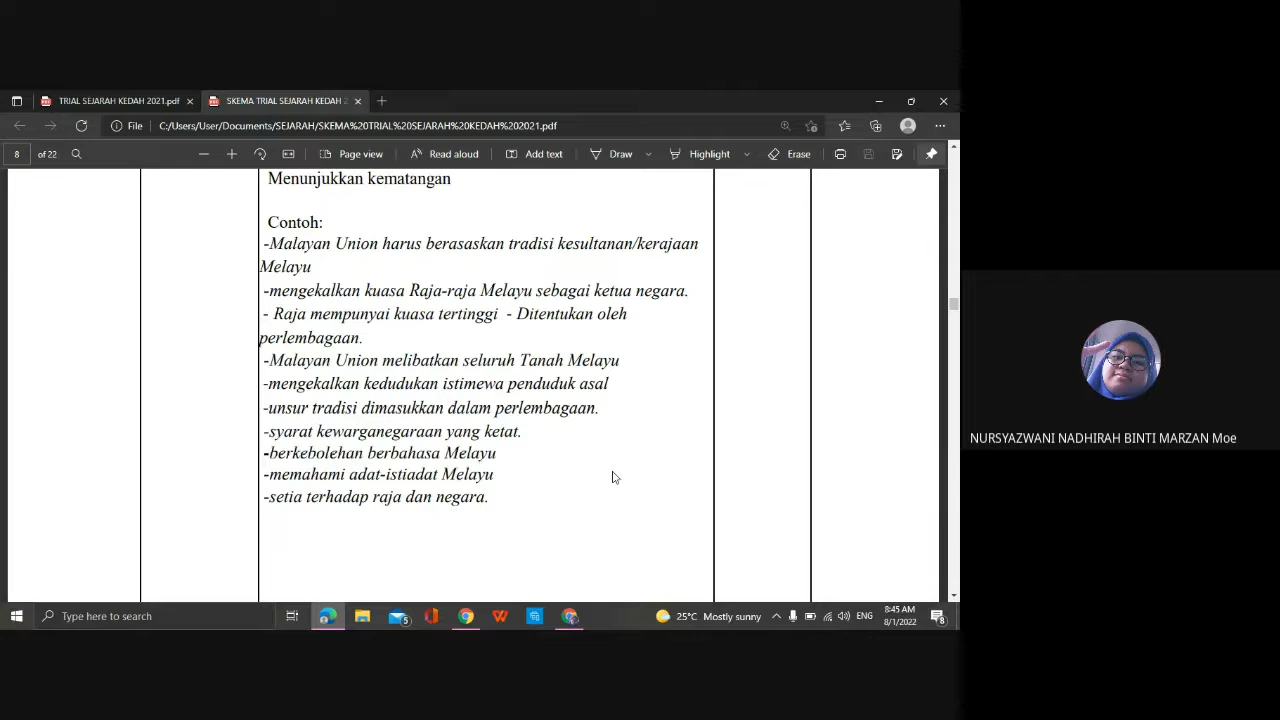 TRIAL SEJARAH KEDAH 2021.pdf
SKEMA TRIAL SEJARAH KEDAH 2
File
C:/Users/User/Documents/SEJARAH/SKEMA%20TRIAL%20SEJARAH%20KEDAH%202021.pdf
8 of 22
Page view
Read aloud
Add text
Draw
Highlight
Erase
Menunjukkan kematangan
Contoh:
-Malayan Union harus berasaskan tradisi kesultanan/kerajaan
Melayu
-mengekalkan kuasa Raja-raja Melayu sebagai ketua negara.
- Raja mempunyai kuasa tertinggi - Ditentukan oleh
perlembagaan.
-Malayan Union melibatkan seluruh Tanah Melayu
-mengekalkan kedudukan istimewa penduduk asal
-unsur tradisi dimasukkan dalam perlembagaan.
-syarat kewarganegaraan yang ketat.
-berkebolehan berbahasa Melayu
-memahami adat-istiadat Melayu
-setia terhadap raja dan negara.
NURSYAZWANI NADHIRAH BINTI MARZAN Moe
Type here to search
5
25°C Mostly sunny
ENG
8:45 AM
8/1/2022
8